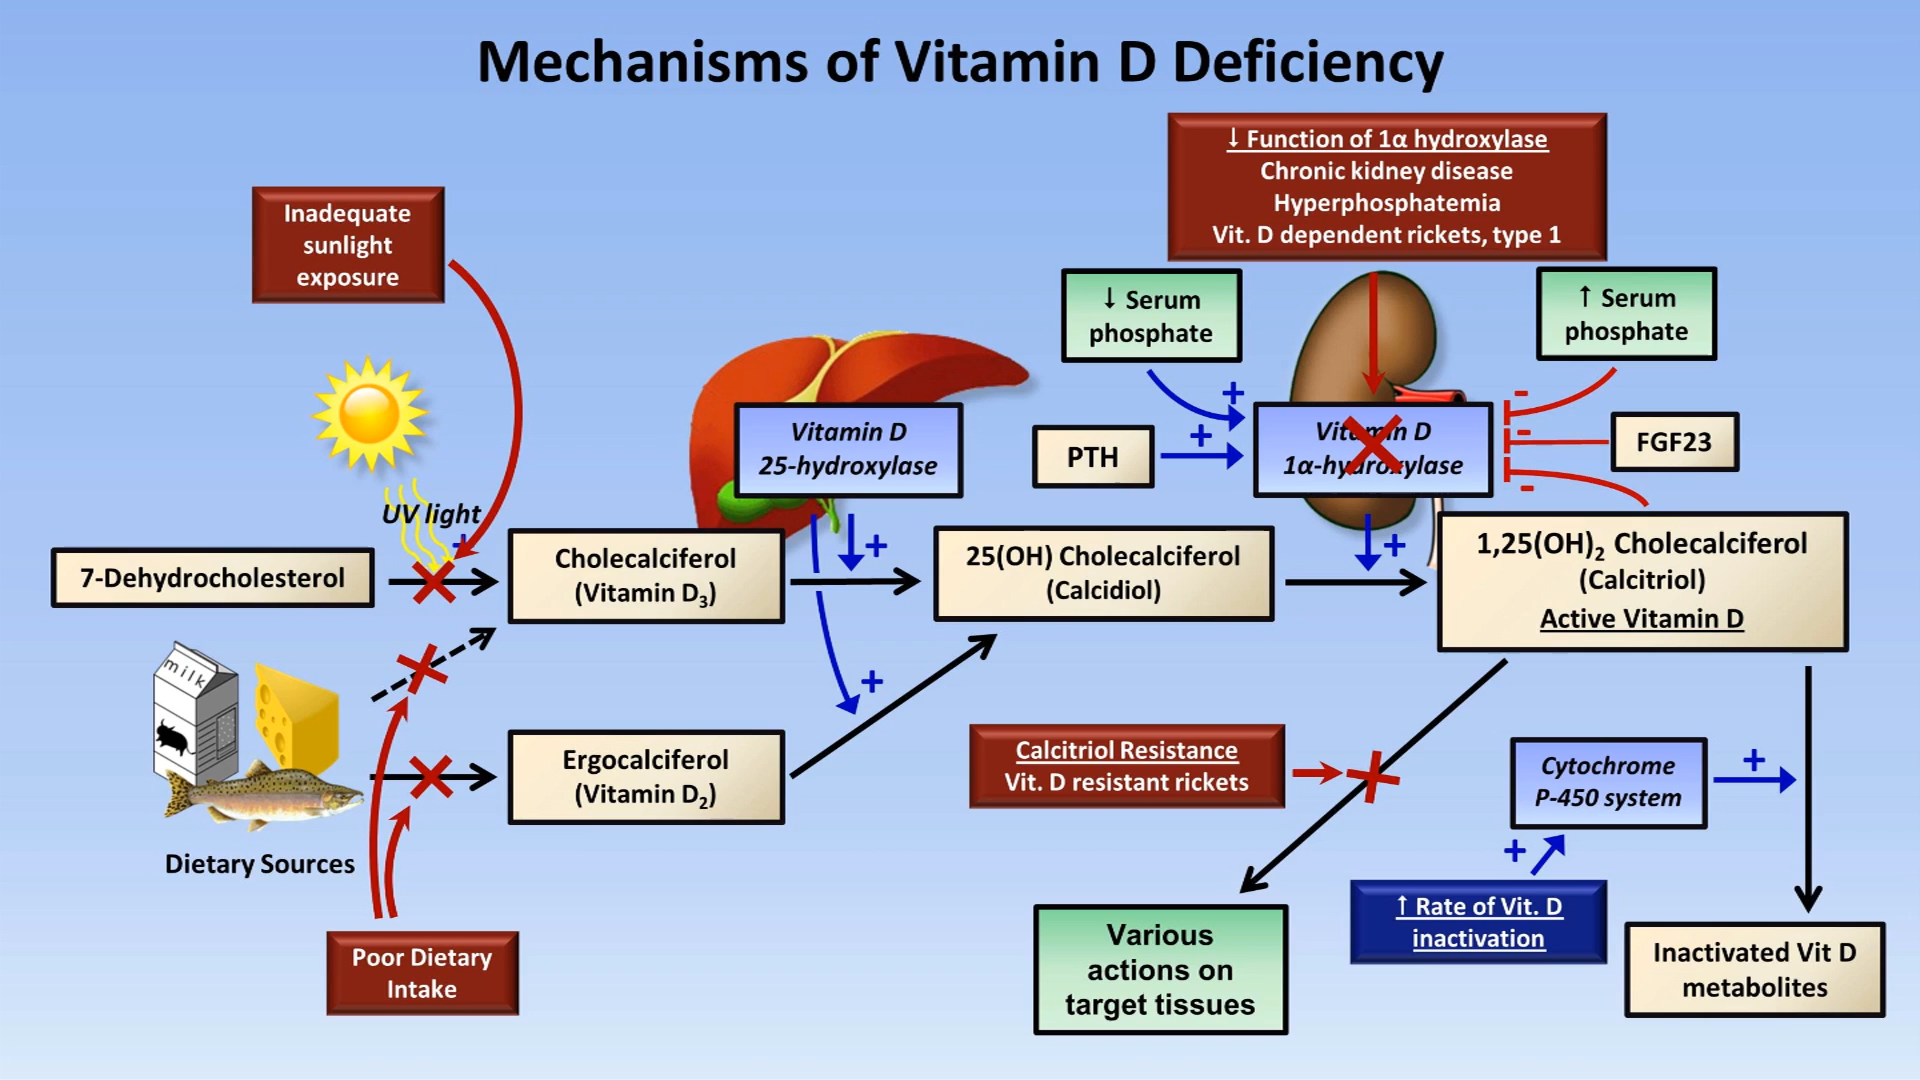 Mechanisms of Vitamin D Deficiency
↓ Function of 1α hydroxylase
Chronic kidney disease
Hyperphosphatemia
Vit. D dependent rickets, type 1
Inadequate
sunlight
exposure
↓ Serum
phosphate
↑ Serum
phosphate
Vitamin D
25-hydroxylase
PTH
+
+
Vitamin D
1α-hydroxylase
-
-
-
FGF23
UV light
+
7-Dehydrocholesterol
Cholecalciferol
(Vitamin D₃)
+
25(OH) Cholecalciferol
(Calcidiol)
+
1,25(OH)₂ Cholecalciferol
(Calcitriol)
Active Vitamin D
milk
+
Dietary Sources
Ergocalciferol
(Vitamin D₂)
Calcitriol Resistance
Vit. D resistant rickets
Cytochrome
P-450 system
+
+
↑ Rate of Vit. D
inactivation
Poor Dietary
Intake
Various
actions on
target tissues
Inactivated Vit D
metabolites